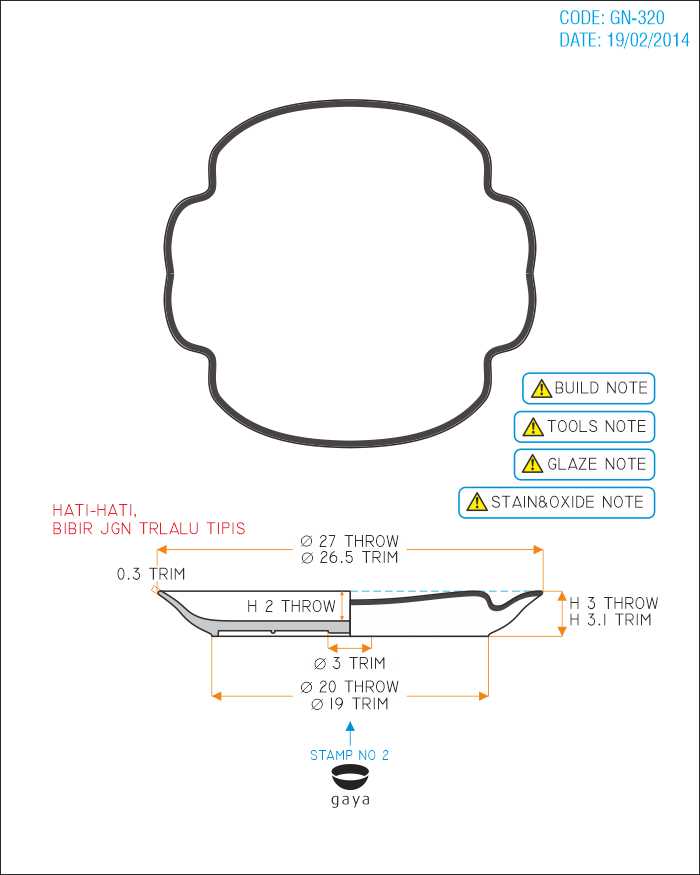 CODE: GN-320
DATE: 19/02/2014
BUILD NOTE
TOOLS NOTE
GLAZE NOTE
STAIN&OXIDE NOTE
HATI-HATI,
BIBIR JGN TRLALU TIPIS
Ø 27 THROW
Ø 26.5 TRIM
0.3 TRIM
H 2 THROW
H 3 THROW
H 3.1 TRIM
Ø 3 TRIM
Ø 20 THROW
Ø 19 TRIM
STAMP NO 2
gaya